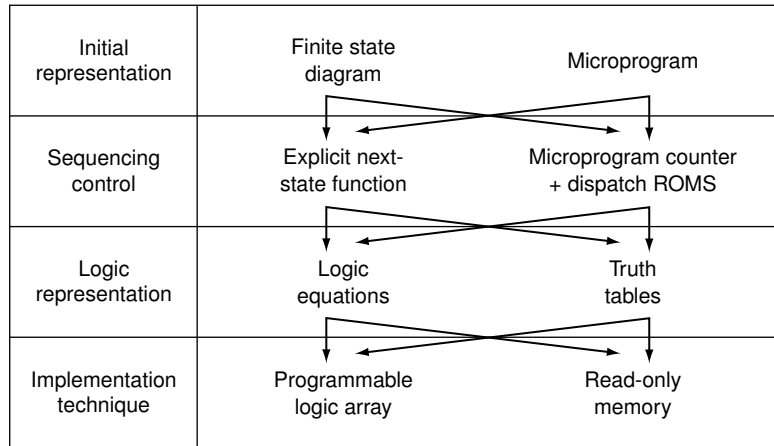 Initial
representation
Finite state
diagram
Microprogram
Sequencing
control
Explicit next-
state function
Microprogram counter
+ dispatch ROMS
Logic
representation
Logic
equations
Truth
tables
Implementation
technique
Programmable
logic array
Read-only
memory